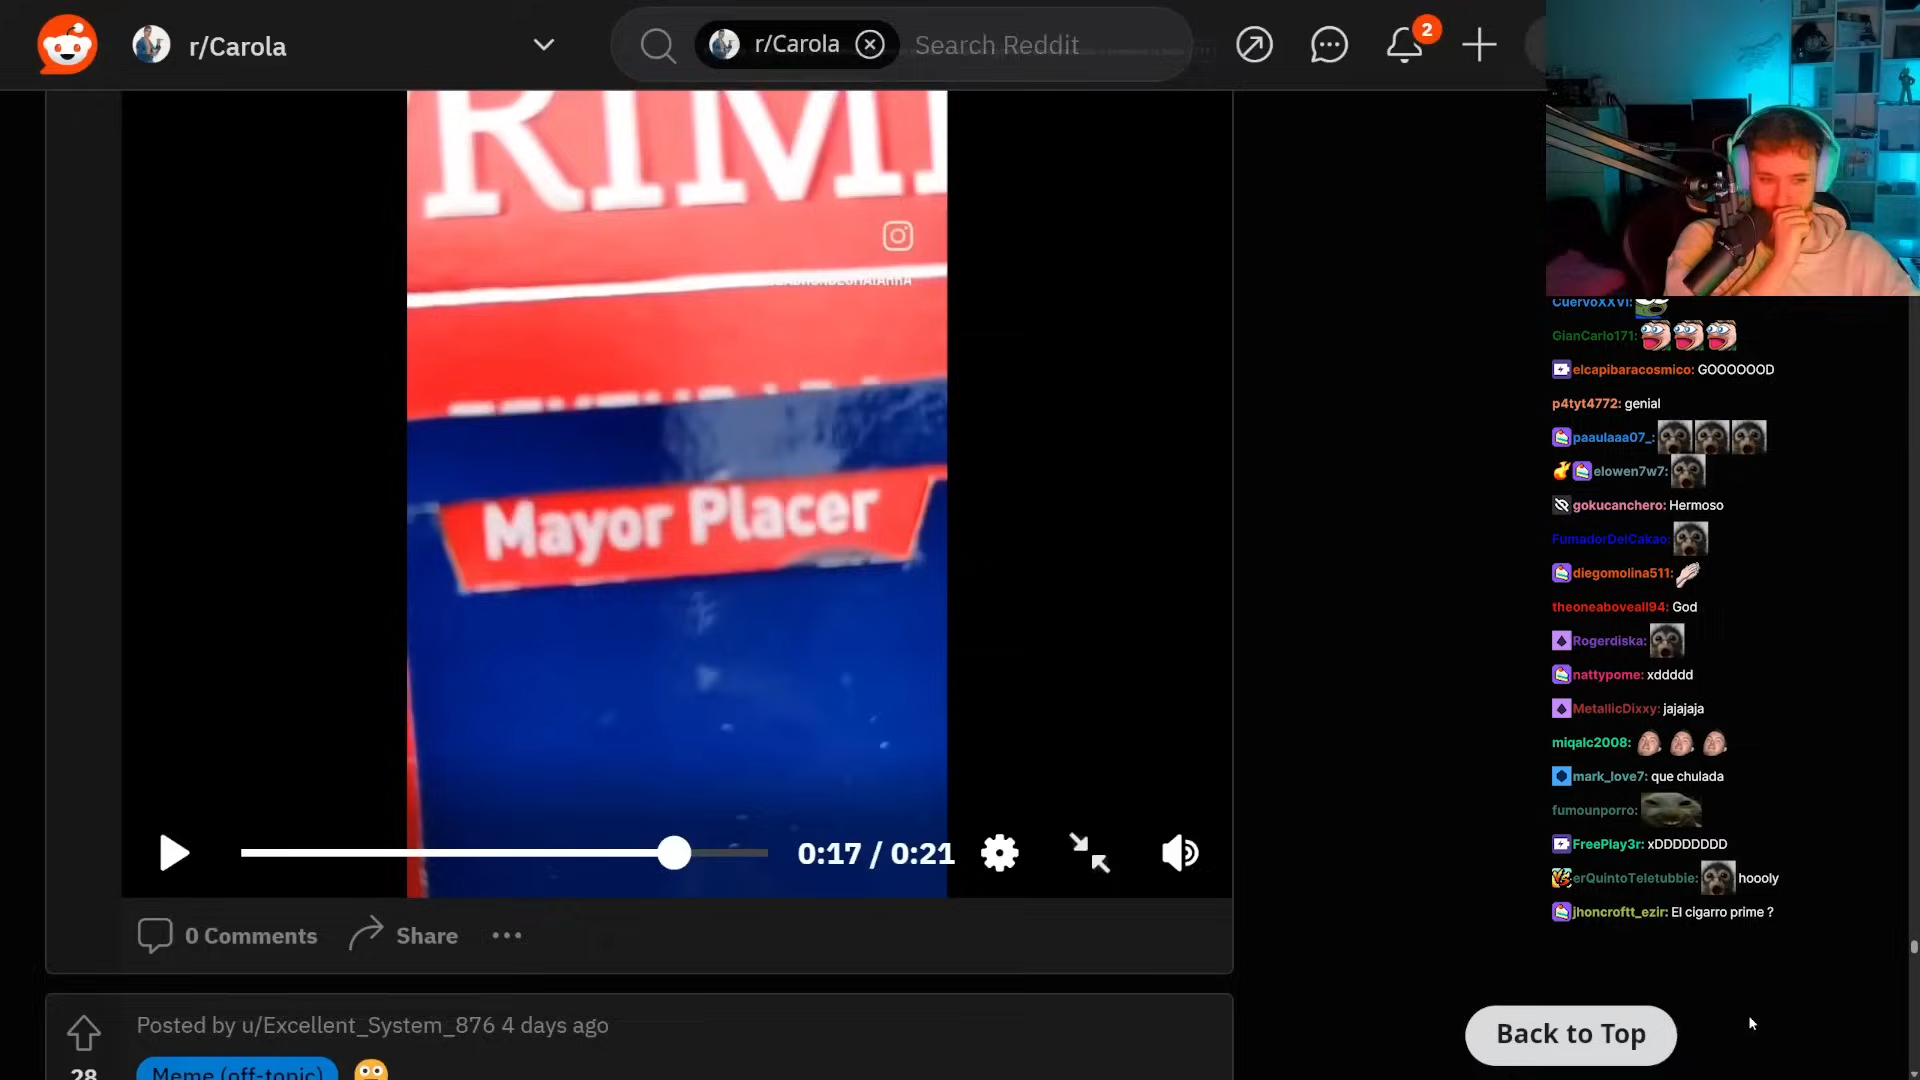 r/Carola
r/Carola
Search Reddit
2
RIM
Mayor Placer
0:17 / 0:21
0 Comments
Share
Posted by u/Excellent_System_876 4 days ago
28
Meme (off-topic)
Back to Top
CuervoXXVI:
GianCarlo171:
elcapibaracosmico: GOOOOOOD
p4tyt4772: genial
paaulaaa07_:
elowen7w7:
gokucanchero: Hermoso
FumadorDelCakao:
diegomolina511:
theoneaboveall94: God
Rogerdiska:
nattypome: xddddd
MetallicDixxy: jajajaja
miqalc2008:
mark_love7: que chulada
fumounporro:
FreePlay3r: xDDDDDDDD
erQuintoTeletubbie: hoooly
jhoncroftt_ezir: El cigarro prime ?